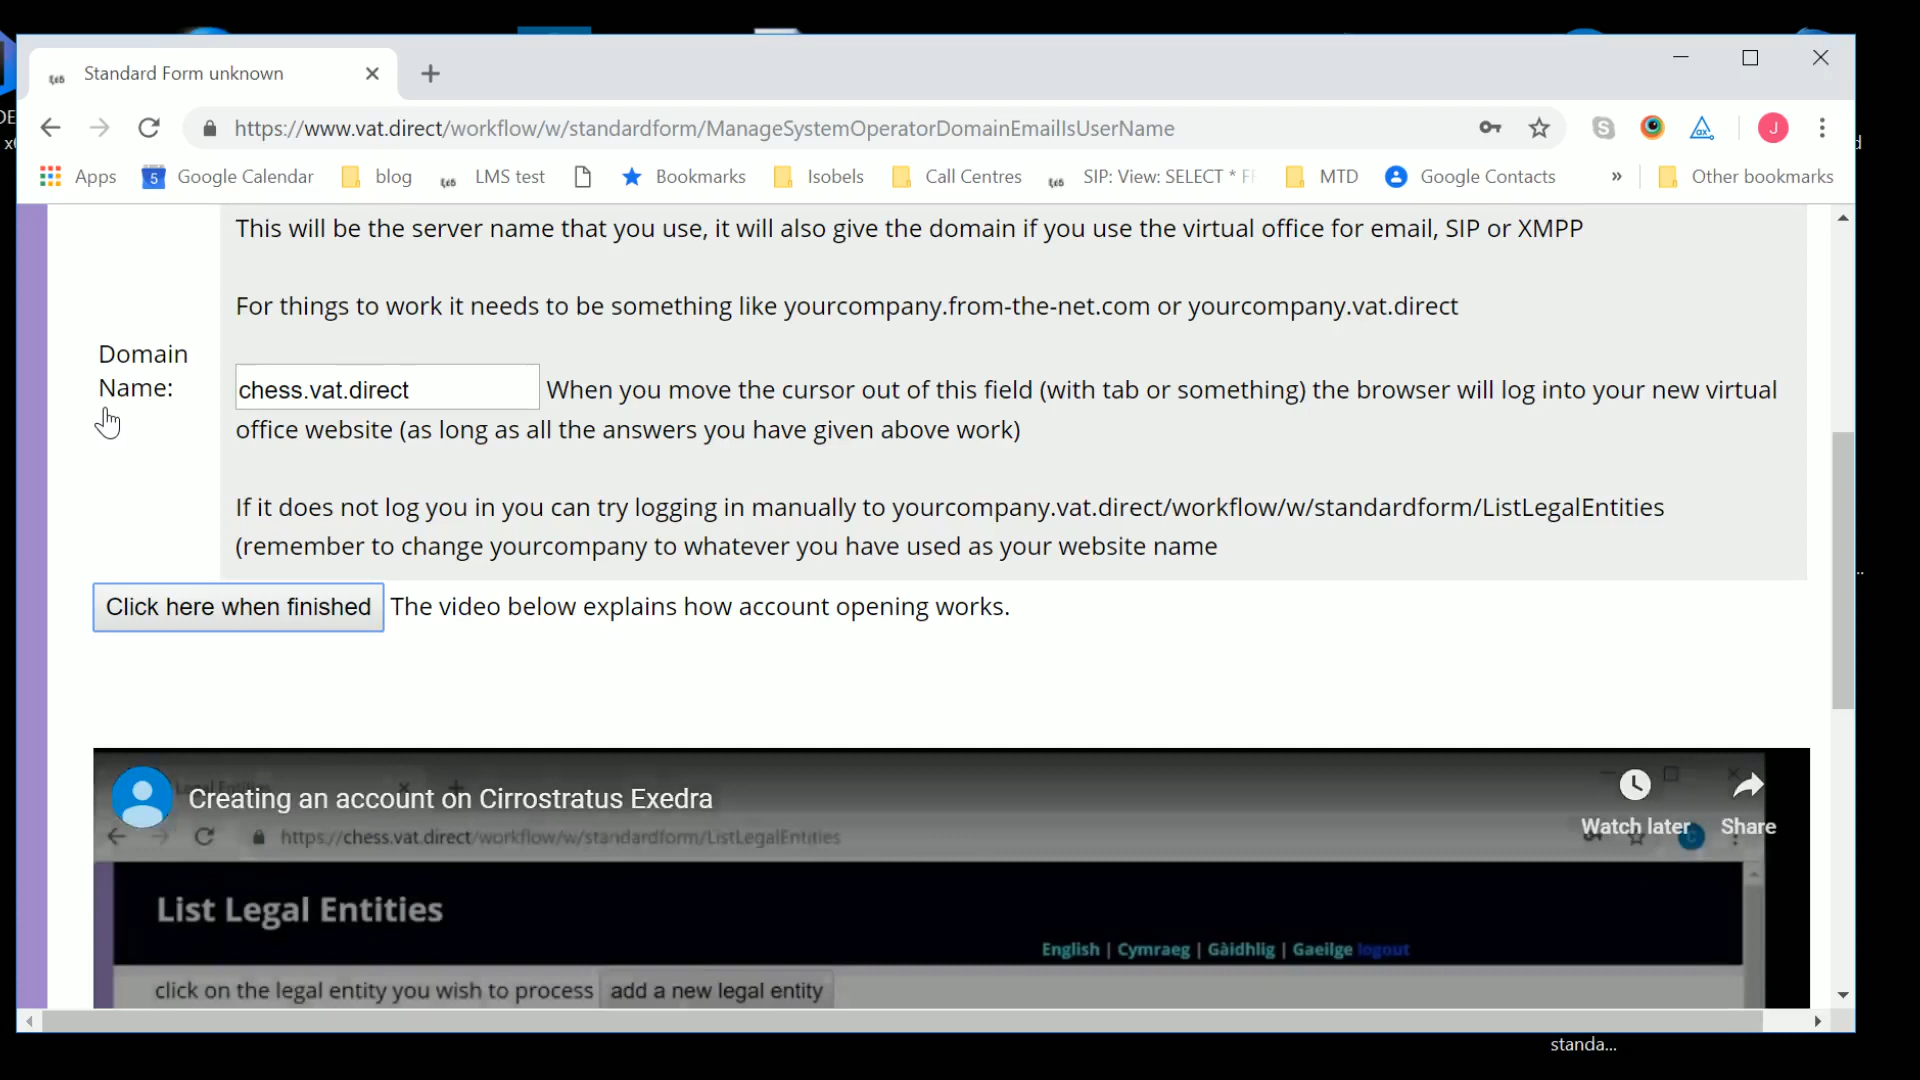 Standard Form unknown
https://www.vat.direct/workflow/w/standardform/ManageSystemOperatorDomainEmailIsUserName
J
Apps
5
Google Calendar
blog
LMS test
Bookmarks
Isobels
Call Centres
SIP: View: SELECT * F
MTD
Google Contacts
»
Other bookmarks
This will be the server name that you use, it will also give the domain if you use the virtual office for email, SIP or XMPP
For things to work it needs to be something like yourcompany.from-the-net.com or yourcompany.vat.direct
Domain
Name:
chess.vat.direct When you move the cursor out of this field (with tab or something) the browser will log into your new virtual
office website (as long as all the answers you have given above work)
If it does not log you in you can try logging in manually to yourcompany.vat.direct/workflow/w/standardform/ListLegalEntities
(remember to change yourcompany to whatever you have used as your website name
Click here when finished The video below explains how account opening works.
Creating an account on Cirrostratus Exedra
Watch later
Share
https://chess.vat.direct/workflow/w/standardform/ListLegalEntities
List Legal Entities
English | Cymraeg | Gàidhlig | Gaeilge logout
click on the legal entity you wish to process add a new legal entity
standa...